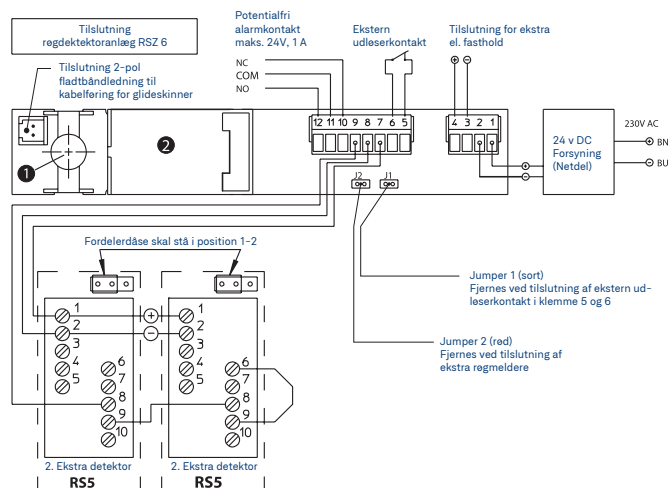 Tilslutning
røgdektektoranlæg RSZ 6
Potentialfri
alarmkontakt
maks. 24V, 1 A
Ekstern
udløserkontakt
Tilslutning for ekstra
el. fasthold
Tilslutning 2-pol
fladtbåndledning til
kabelføring for glideskinner
NC
COM
NO
12 11 10 9 8 7 6 5
4 3 2 1
1
2
24 v DC
Forsyning
(Netdel)
230V AC
BN
BU
J2 J1
Fordelerdåse skal stå i position 1-2
Jumper 1 (sort)
Fjernes ved tilslutning af ekstern ud-
løserkontakt i klemme 5 og 6
Jumper 2 (rød)
Fjernes ved tilslutning af
ekstra røgmeldere
1
2
3
4
5
6
7
8
9
10
2. Ekstra detektor
RS5
1
2
3
4
5
6
7
8
9
10
2. Ekstra detektor
RS5